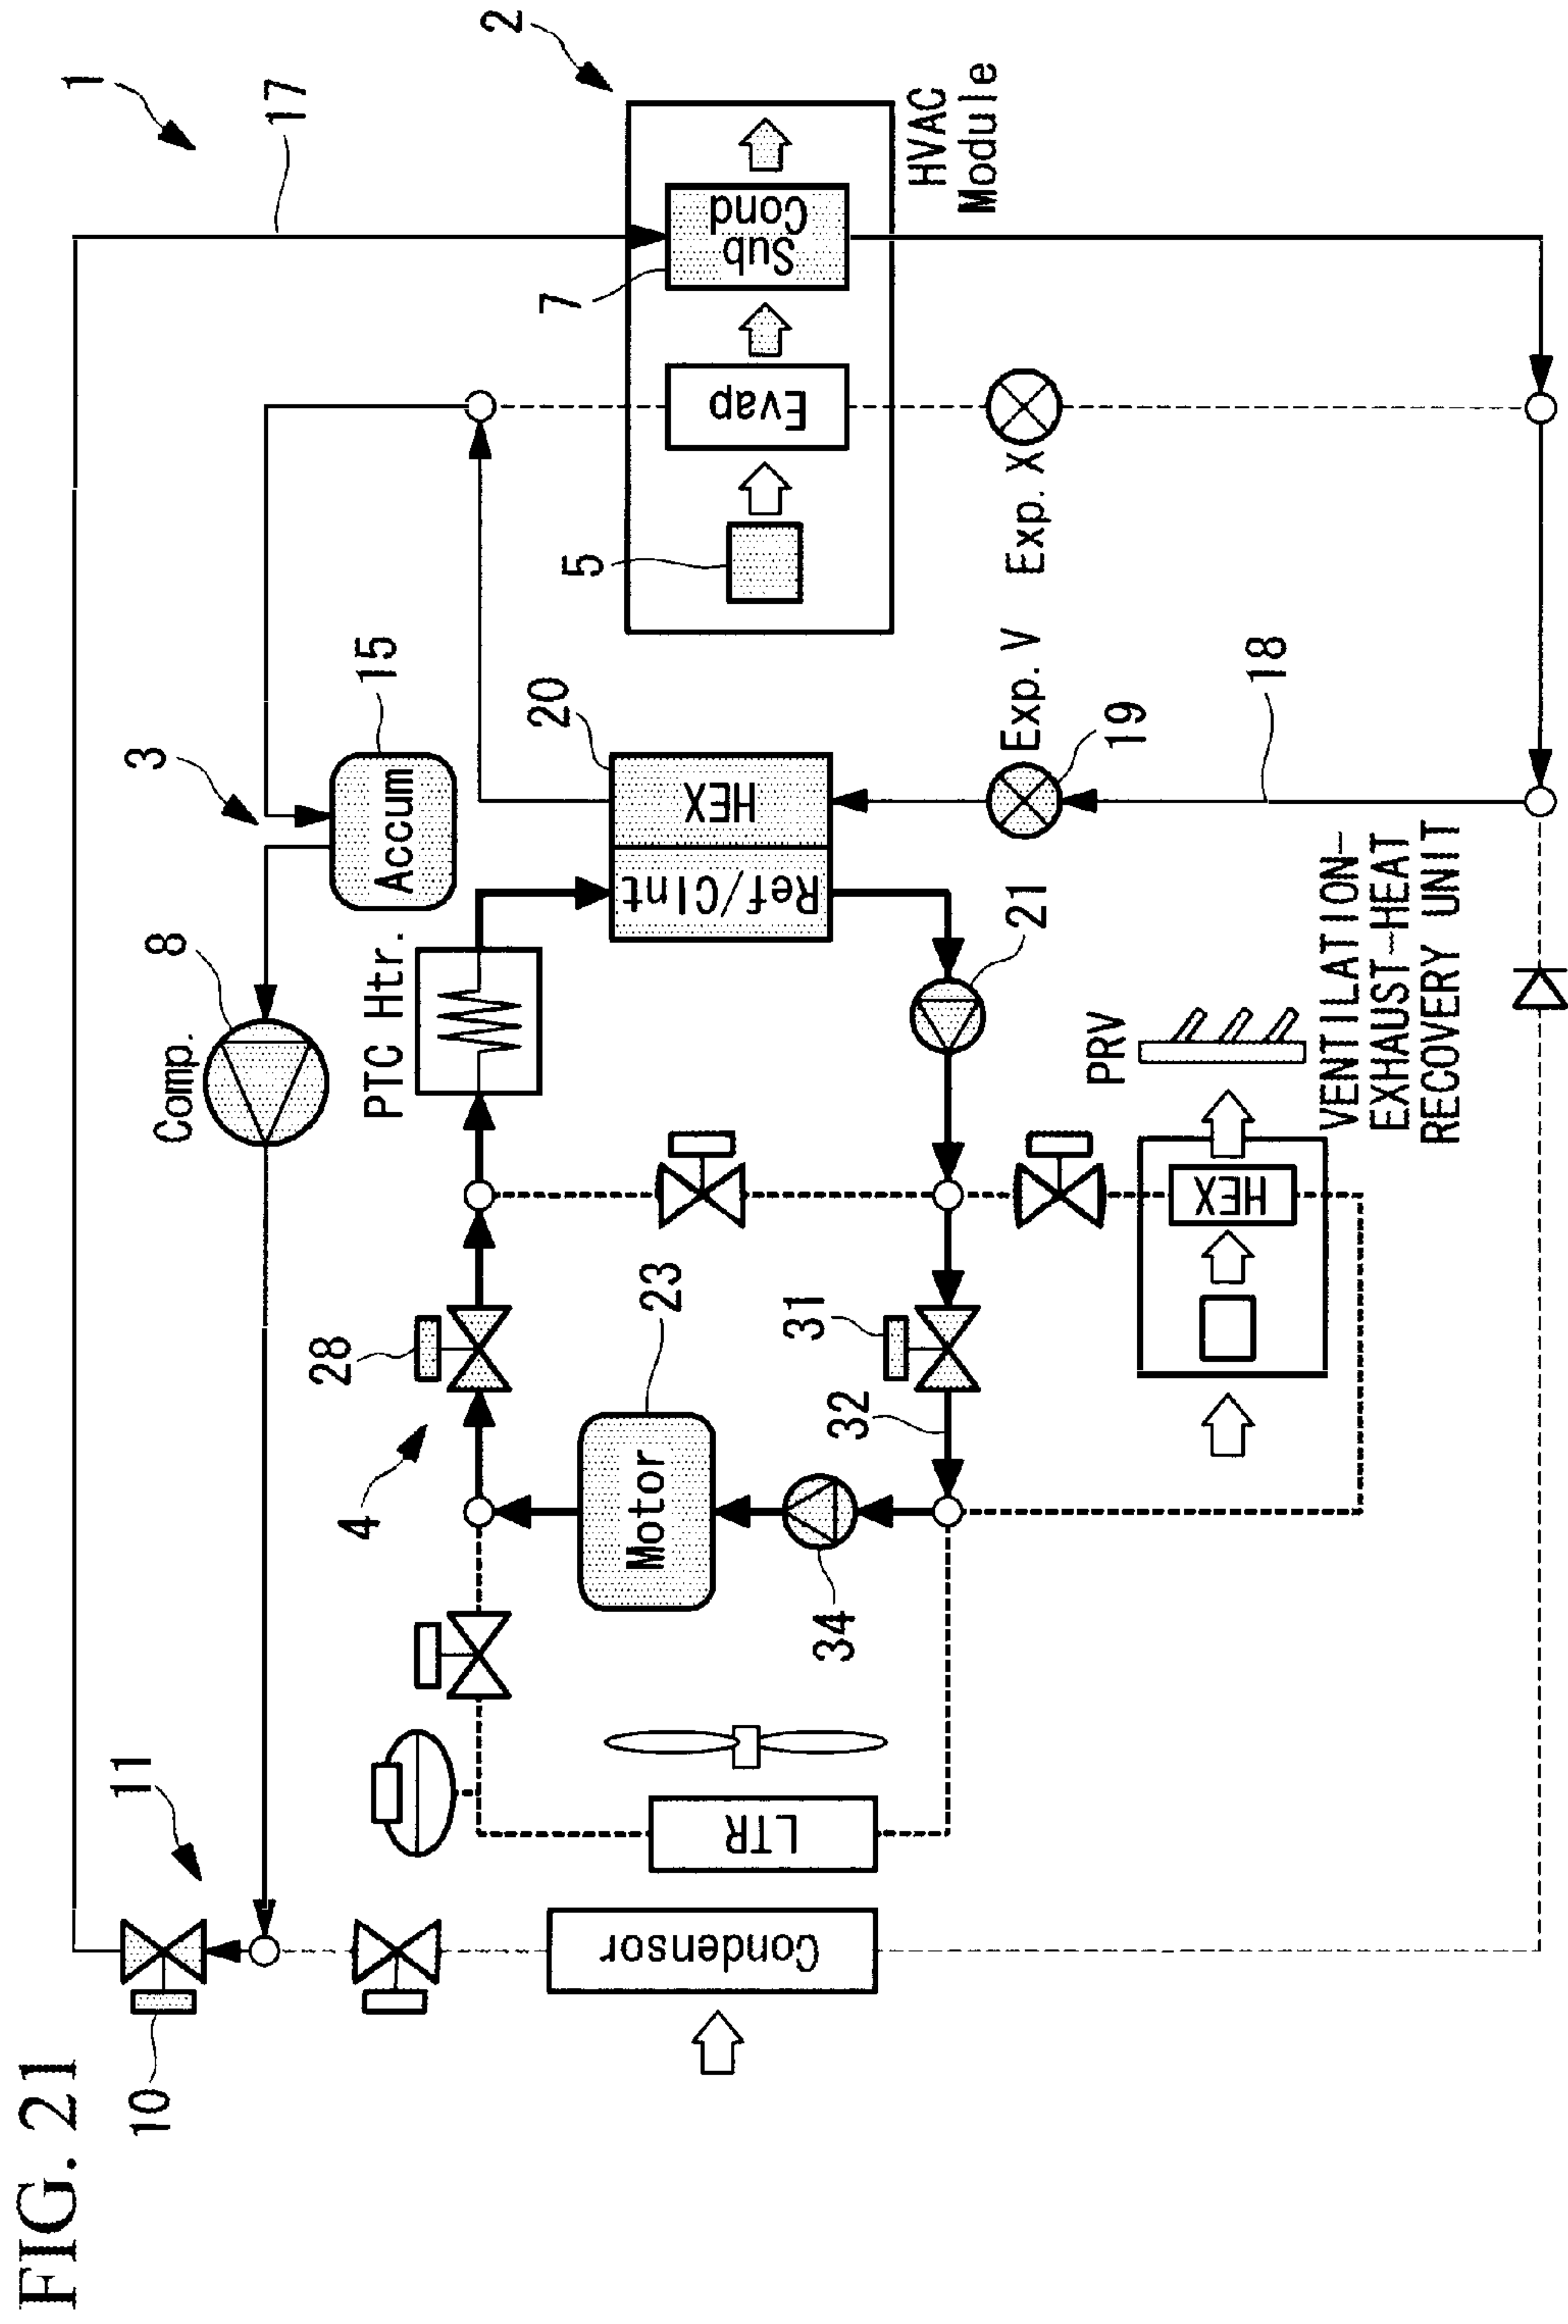 FIG. 21
1
2
17
HVAC
Module
Sub
Cond
7
Evap
5
Exp. X
Exp. V
19
18
3
15
Accum
20
HEX
Ref/Clnt
8
Comp.
PTC Htr.
21
PRV
VENTILATION-
EXHAUST-HEAT
RECOVERY UNIT
HEX
28
23
31
32
4
Motor
34
11
LTR
10
Condensor